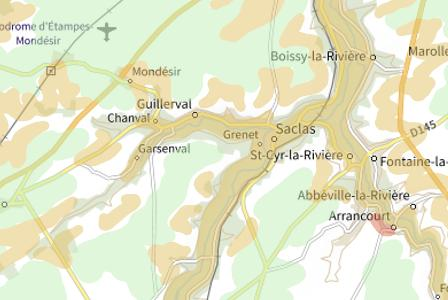 odrome d'Étampes-
Mondésir
Boissy-la-Rivière
Marolle
Mondésir
Guillerval
Chanval
D145
Grenet
Saclas
Garsenval
St-Cyr-la-Rivière
Fontaine-la-
Abbéville-la-Rivière
Arrancourt